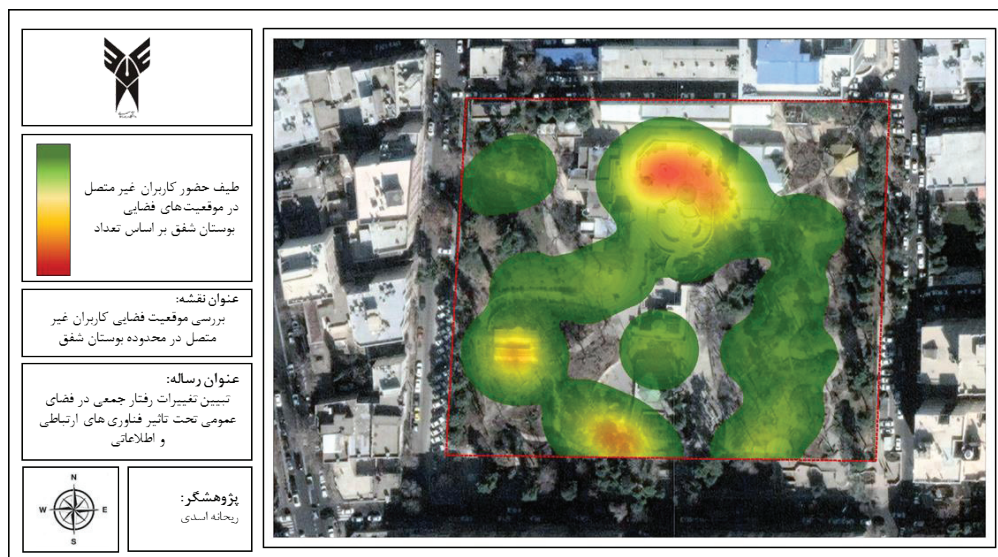 طیف حضور کاربران غیر متصل
در موقعیت‌های فضایی
بوستان شفق بر اساس تعداد
عنوان نقشه:
بررسی موقعیت فضایی کاربران غیر
متصل در محدوده بوستان شفق
عنوان رساله:
تبیین تغییرات رفتار جمعی در فضای
عمومی تحت تاثیر فناوری های ارتباطی
و اطلاعاتی
پژوهشگر:
ریحانه اسدی
N
W E
S